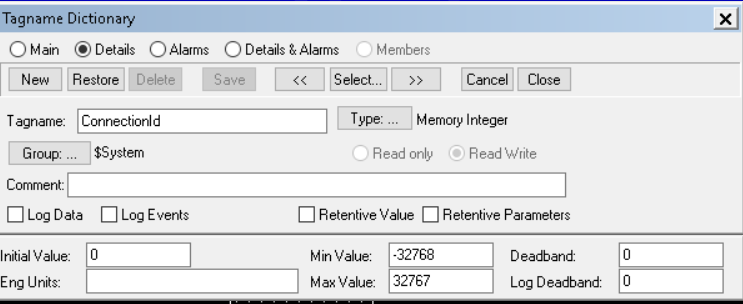 Tagname Dictionary
Main Details Alarms Details & Alarms Members
New Restore Delete Save << Select... >> Cancel Close
Tagname: ConnectionId Type: ... Memory Integer
Group: ... $System Read only Read Write
Comment:
Log Data Log Events Retentive Value Retentive Parameters
Initial Value: 0 Min Value: -32768 Deadband: 0
Eng Units: Max Value: 32767 Log Deadband: 0